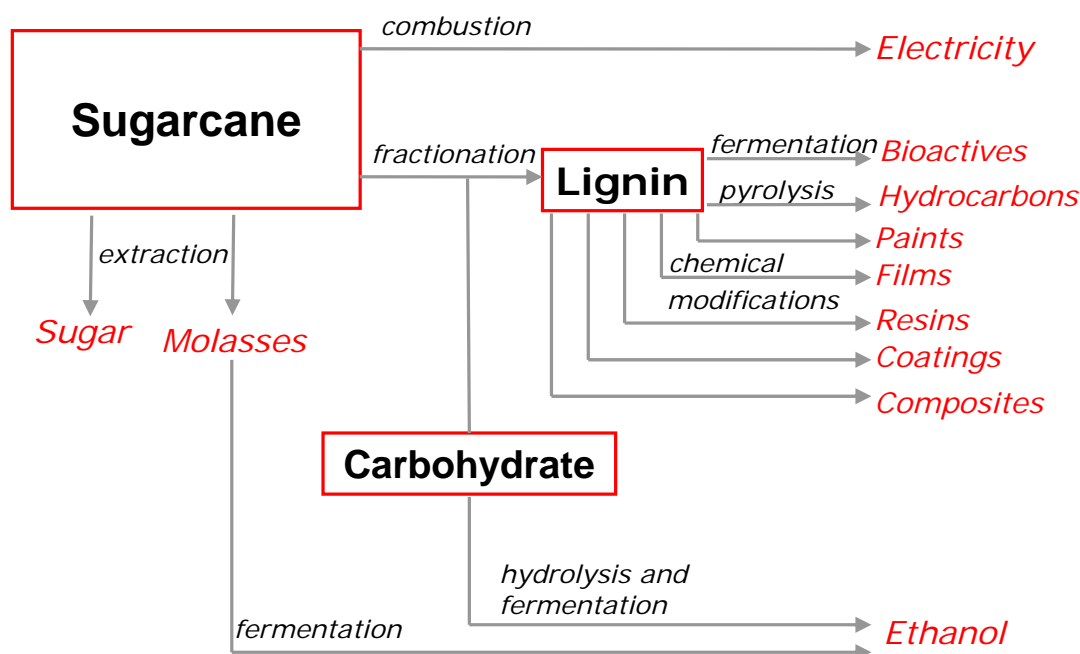 combustion
Electricity
Sugarcane
fractionation
Lignin
fermentation
Bioactives
pyrolysis
Hydrocarbons
Paints
extraction
chemical
Films
modifications
Resins
Sugar
Molasses
Coatings
Composites
Carbohydrate
hydrolysis and
fermentation
fermentation
Ethanol